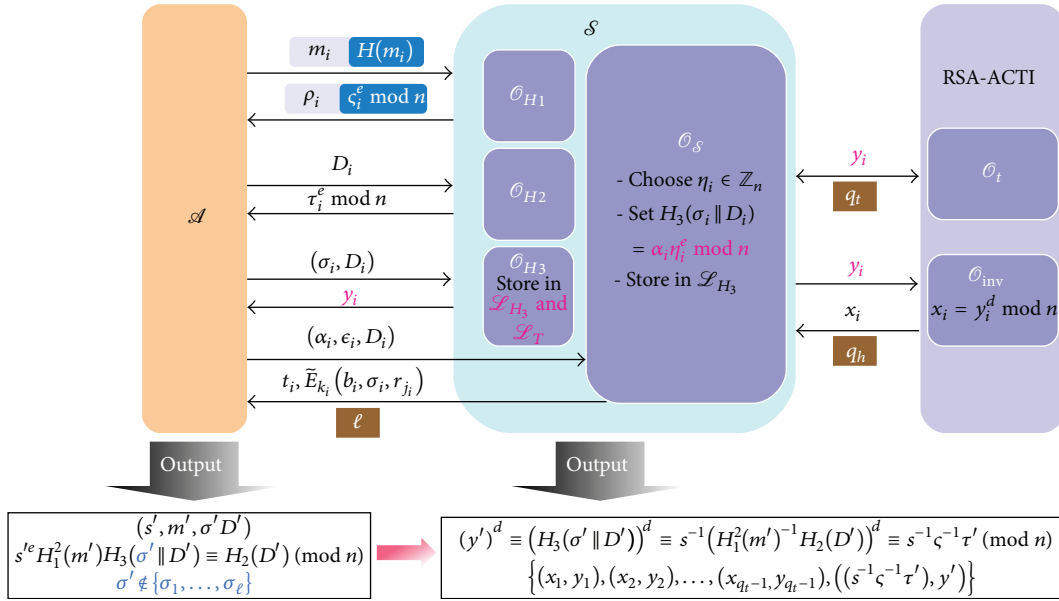 𝒮
m_i H(m_i)
ρ_i ς_i^e mod n
D_i
τ_i^e mod n
𝒜
(σ_i, D_i)
y_i
(α_i, ϵ_i, D_i)
t_i, Ẽ_{k_i}(b_i, σ_i, r_{j_i})
ℓ
𝒪_{H1}
𝒪_{H2}
𝒪_{H3}
Store in
ℒ_{H_3} and
ℒ_T
𝒪_𝒮
- Choose η_i ∈ ℤ_n
- Set H_3(σ_i ∥ D_i)
= α_i η_i^e mod n
- Store in ℒ_{H_3}
y_i
q_t
y_i
x_i
q_h
RSA-ACTI
𝒪_t
𝒪_inv
x_i = y_i^d mod n
Output
Output
(s′, m′, σ′D′)
s′^e H_1^2(m′)H_3(σ′ ∥ D′) ≡ H_2(D′) (mod n)
σ′ ∉ {σ_1, …, σ_ℓ}
(y′)^d ≡ (H_3(σ′ ∥ D′))^d ≡ s^{-1}(H_1^2(m′)^{-1}H_2(D′))^d ≡ s^{-1}ς^{-1}τ′ (mod n)
{(x_1, y_1), (x_2, y_2), …, (x_{q_t−1}, y_{q_t−1}), ((s^{-1}ς^{-1}τ′), y′)}